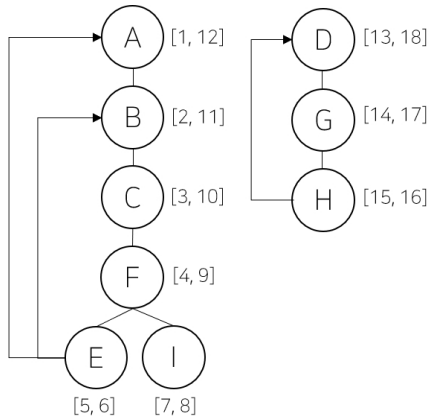 A [1, 12]
B [2, 11]
C [3, 10]
F [4, 9]
E
I
[5, 6]
[7, 8]
D [13, 18]
G [14, 17]
H [15, 16]